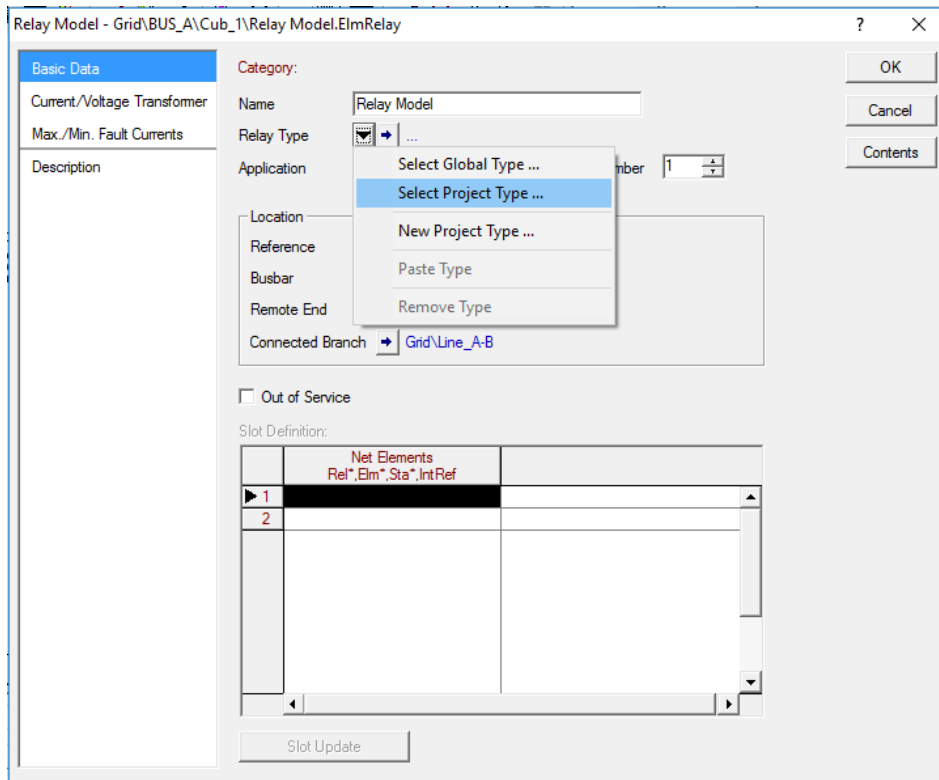 Relay Model - Grid\BUS_A\Cub_1\Relay Model.ElmRelay ? ×
Basic Data
Current/Voltage Transformer
Max./Min. Fault Currents
Description
Category:
Name Relay Model
Relay Type ...
Application mber 1
Select Global Type ...
Select Project Type ...
New Project Type ...
Paste Type
Remove Type
Location
Reference
Busbar
Remote End
Connected Branch Grid\Line_A-B
Out of Service
Slot Definition:
Net Elements
Rel*,Elm*,Sta*,IntRef
1
2
Slot Update
OK
Cancel
Contents